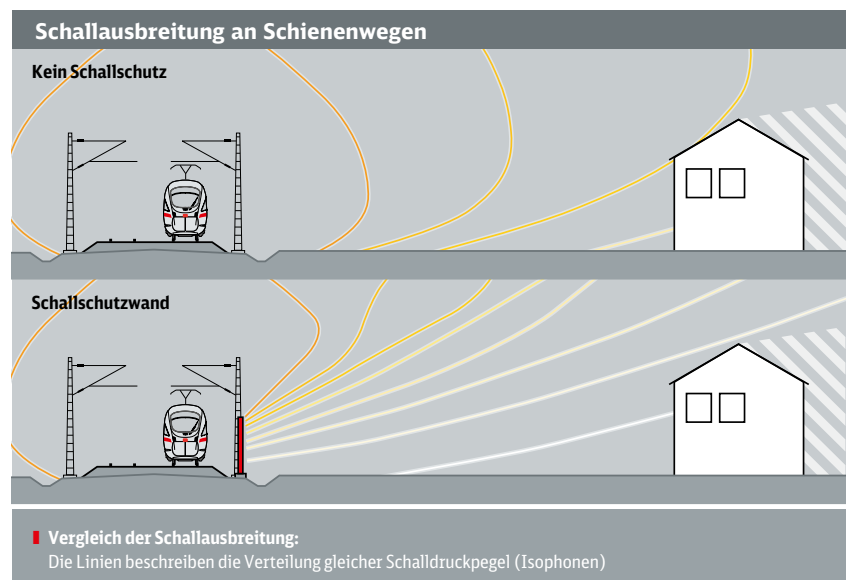 Schallausbreitung an Schienenwegen
Kein Schallschutz
Schallschutzwand
Vergleich der Schallausbreitung:
Die Linien beschreiben die Verteilung gleicher Schalldruckpegel (Isophonen)